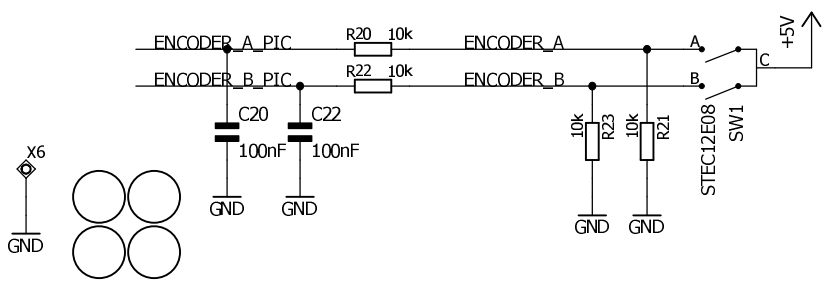 ENCODER_A_PIC R20 10k ENCODER_A A +5V
C
ENCODER_B_PIC R22 10k ENCODER_B B
C20 C22
100nF 100nF
10k R23 10k R21 STEC12E08 SW1
X6
GND GND GND GND
GND